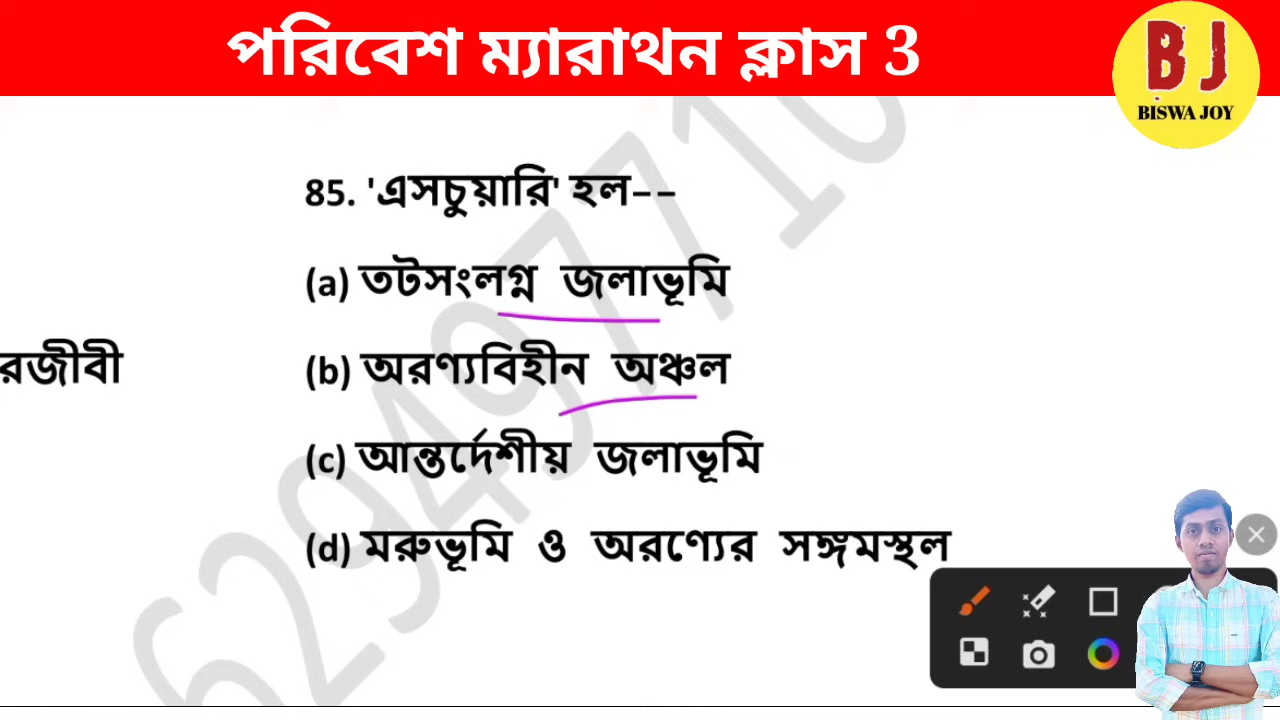 পরিবেশ ম্যারাথন ক্লাস 3
BJ
BISWA JOY
85. 'এসচুয়ারি' হল--
(a) তটসংলগ্ন জলাভূমি
রজীবী
(b) অরণ্যবিহীন অঞ্চল
(c) আন্তর্দেশীয় জলাভূমি
(d) মরুভূমি ও অরণ্যের সঙ্গমস্থল
629497710